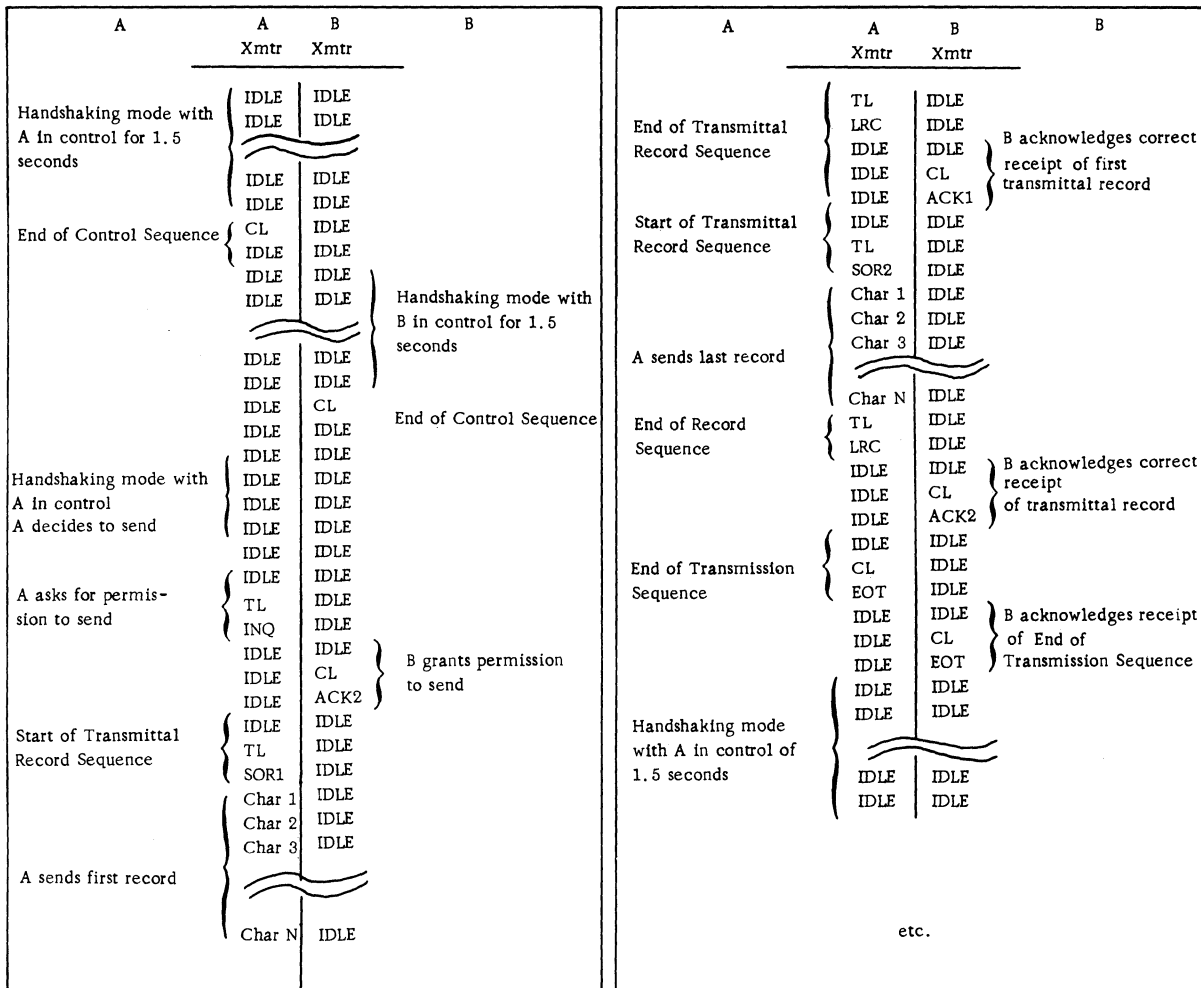 A A B B
Xmtr Xmtr
IDLE IDLE
Handshaking mode with IDLE IDLE
A in control for 1.5
seconds
IDLE IDLE
IDLE IDLE
End of Control Sequence CL IDLE
IDLE IDLE
IDLE IDLE
IDLE IDLE Handshaking mode with
B in control for 1.5
seconds
IDLE IDLE
IDLE IDLE
IDLE CL End of Control Sequence
IDLE IDLE
IDLE IDLE
Handshaking mode with IDLE IDLE
A in control IDLE IDLE
A decides to send IDLE IDLE
IDLE IDLE
IDLE IDLE
A asks for permis- TL IDLE
sion to send INQ IDLE
IDLE IDLE B grants permission
IDLE CL to send
IDLE ACK2
Start of Transmittal IDLE IDLE
Record Sequence TL IDLE
SOR1 IDLE
Char 1 IDLE
Char 2 IDLE
Char 3 IDLE
A sends first record
Char N IDLE
A A B B
Xmtr Xmtr
TL IDLE
End of Transmittal LRC IDLE
Record Sequence IDLE IDLE B acknowledges correct
IDLE CL receipt of first
IDLE ACK1 transmittal record
Start of Transmittal IDLE IDLE
Record Sequence TL IDLE
SOR2 IDLE
Char 1 IDLE
Char 2 IDLE
Char 3 IDLE
A sends last record
Char N IDLE
End of Record TL IDLE
Sequence LRC IDLE
IDLE IDLE B acknowledges correct
IDLE CL receipt
IDLE ACK2 of transmittal record
IDLE IDLE
End of Transmission CL IDLE
Sequence EOT IDLE
IDLE IDLE B acknowledges receipt
IDLE CL of End of
IDLE EOT Transmission Sequence
IDLE IDLE
Handshaking mode IDLE IDLE
with A in control of
1.5 seconds IDLE IDLE
IDLE IDLE
etc.